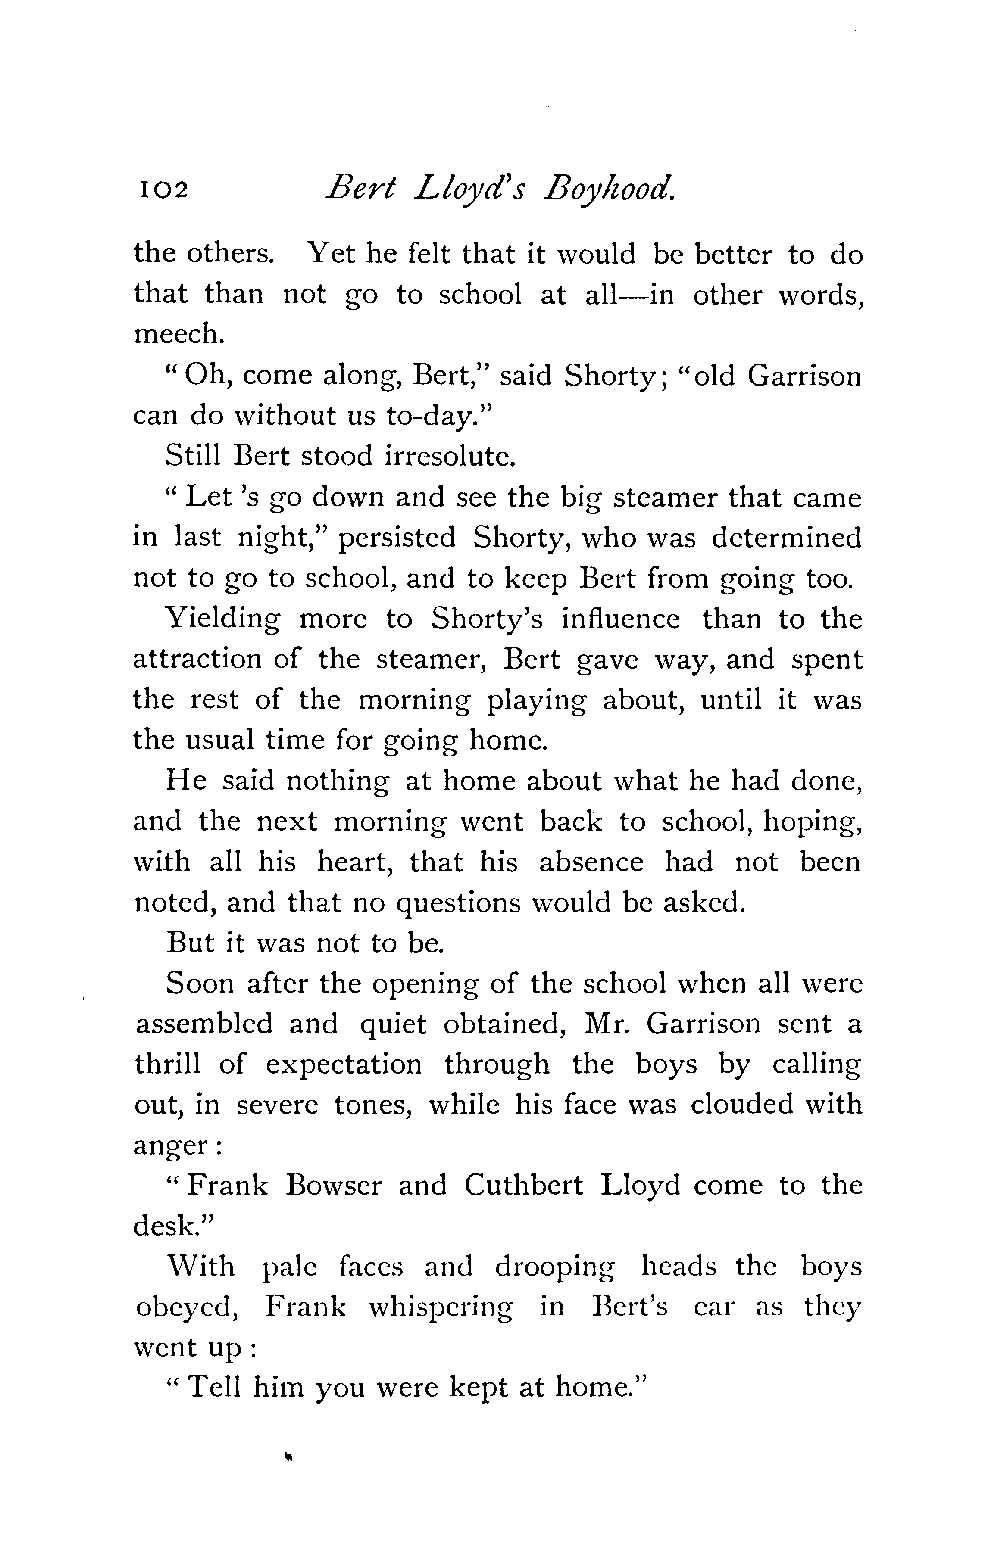 102 Bert Lloyd's Boyhood.
the others. Yet he felt that it would be better to do
that than not go to school at all—in other words,
meech.
“ Oh, come along, Bert,” said Shorty; “old Garrison
can do without us to-day.”
Still Bert stood irresolute.
“ Let 's go down and see the big steamer that came
in last night,” persisted Shorty, who was determined
not to go to school, and to keep Bert from going too.
Yielding more to Shorty's influence than to the
attraction of the steamer, Bert gave way, and spent
the rest of the morning playing about, until it was
the usual time for going home.
He said nothing at home about what he had done,
and the next morning went back to school, hoping,
with all his heart, that his absence had not been
noted, and that no questions would be asked.
But it was not to be.
Soon after the opening of the school when all were
assembled and quiet obtained, Mr. Garrison sent a
thrill of expectation through the boys by calling
out, in severe tones, while his face was clouded with
anger :
“ Frank Bowser and Cuthbert Lloyd come to the
desk.”
With pale faces and drooping heads the boys
obeyed, Frank whispering in Bert's ear as they
went up :
“ Tell him you were kept at home.”